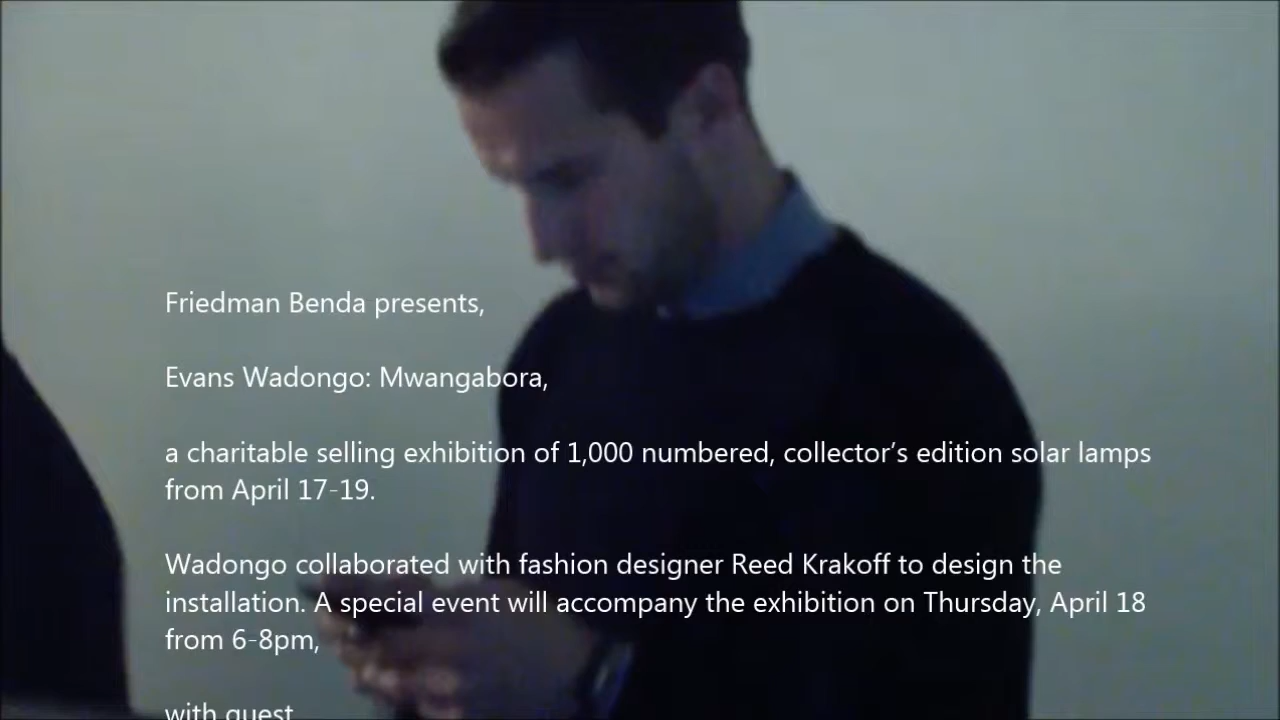 Friedman Benda presents,
Evans Wadongo: Mwangabora,
a charitable selling exhibition of 1,000 numbered, collector’s edition solar lamps
from April 17-19.
Wadongo collaborated with fashion designer Reed Krakoff to design the
installation. A special event will accompany the exhibition on Thursday, April 18
from 6-8pm,
with guest